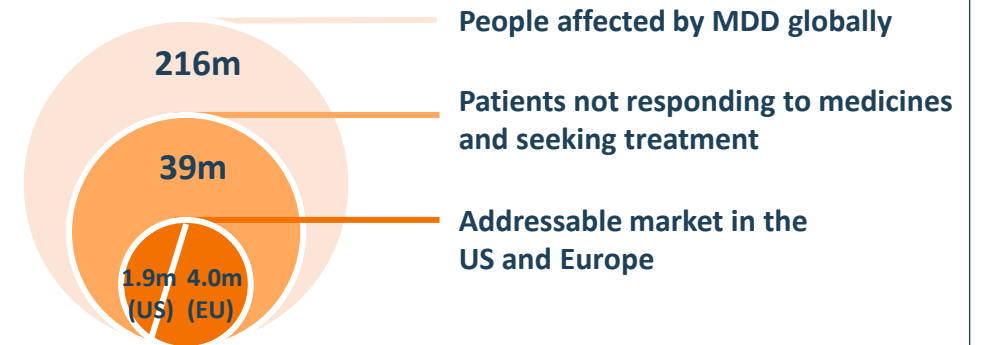 People affected by MDD globally
216m
Patients not responding to medicines
and seeking treatment
39m
Addressable market in the
US and Europe
1.9m 4.0m
(US) (EU)